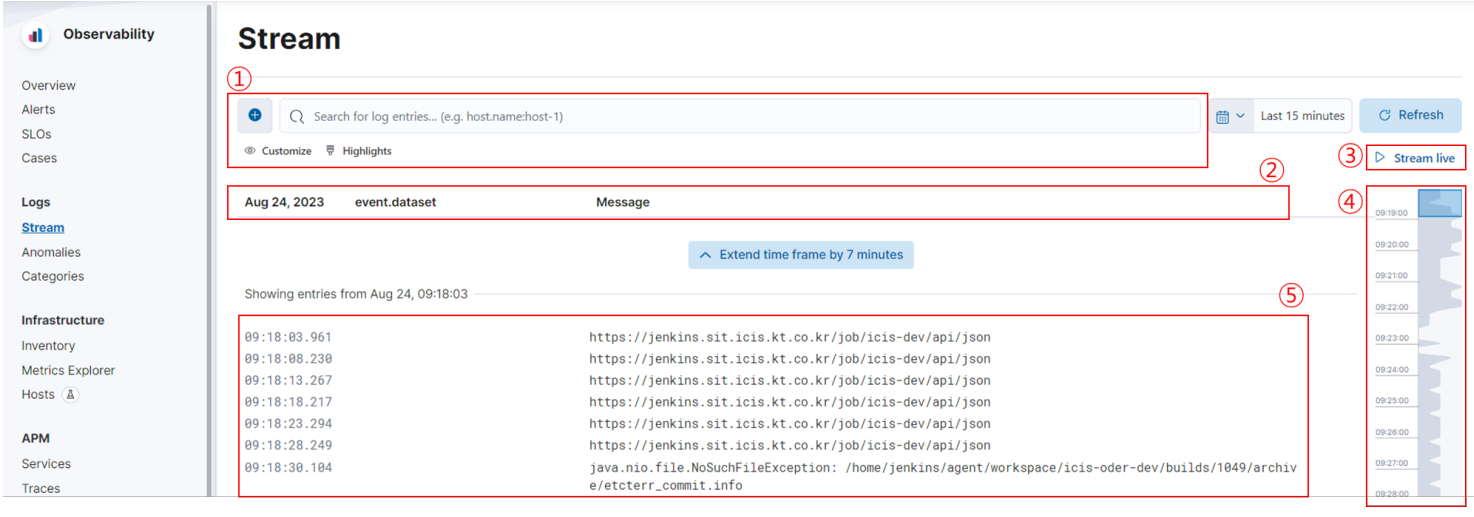 Observability
Overview
Alerts
SLOs
Cases
Logs
Stream
Anomalies
Categories
Infrastructure
Inventory
Metrics Explorer
Hosts
APM
Services
Traces
Stream
①
Search for log entries... (e.g. host.name:host-1)
Last 15 minutes
Refresh
Customize
Highlights
③
Stream live
②
Aug 24, 2023 event.dataset Message
④
Extend time frame by 7 minutes
Showing entries from Aug 24, 09:18:03
⑤
09:18:03.961 https://jenkins.sit.icis.kt.co.kr/job/icis-dev/api/json
09:18:08.230 https://jenkins.sit.icis.kt.co.kr/job/icis-dev/api/json
09:18:13.267 https://jenkins.sit.icis.kt.co.kr/job/icis-dev/api/json
09:18:18.217 https://jenkins.sit.icis.kt.co.kr/job/icis-dev/api/json
09:18:23.294 https://jenkins.sit.icis.kt.co.kr/job/icis-dev/api/json
09:18:28.249 https://jenkins.sit.icis.kt.co.kr/job/icis-dev/api/json
09:18:30.104 java.nio.file.NoSuchFileException: /home/jenkins/agent/workspace/icis-oder-dev/builds/1049/archiv
e/etcterr_commit.info
09:19:00
09:20:00
09:21:00
09:22:00
09:23:00
09:24:00
09:25:00
09:26:00
09:27:00
09:28:00